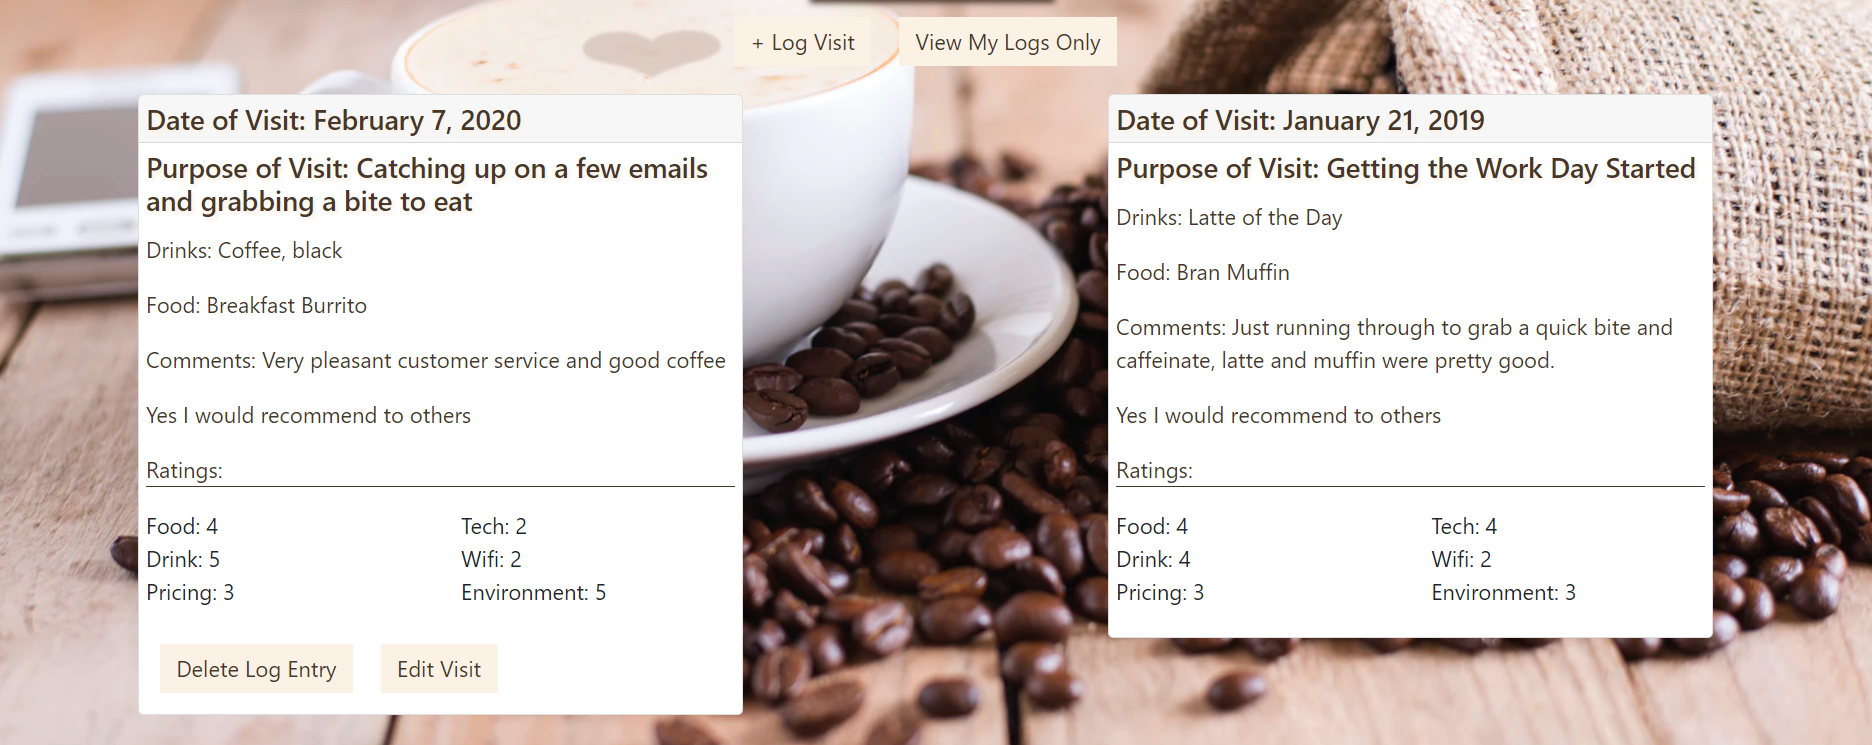 + Log Visit
View My Logs Only
Date of Visit: February 7, 2020
Purpose of Visit: Catching up on a few emails
and grabbing a bite to eat
Drinks: Coffee, black
Food: Breakfast Burrito
Comments: Very pleasant customer service and good coffee
Yes I would recommend to others
Ratings:
Food: 4
Drink: 5
Pricing: 3
Tech: 2
Wifi: 2
Environment: 5
Delete Log Entry
Edit Visit
Date of Visit: January 21, 2019
Purpose of Visit: Getting the Work Day Started
Drinks: Latte of the Day
Food: Bran Muffin
Comments: Just running through to grab a quick bite and
caffeinate, latte and muffin were pretty good.
Yes I would recommend to others
Ratings:
Food: 4
Drink: 4
Pricing: 3
Tech: 4
Wifi: 2
Environment: 3